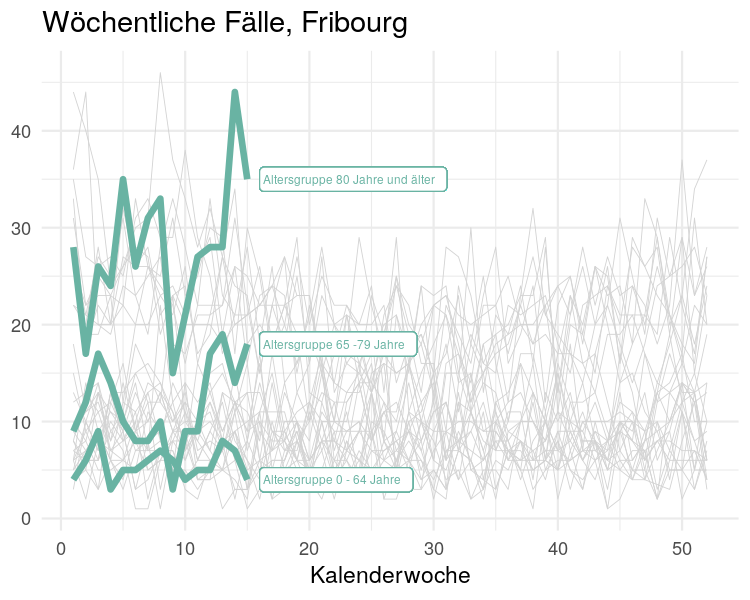 Wöchentliche Fälle, Fribourg
40
30
20
10
0
Altersgruppe 80 Jahre und älter
Altersgruppe 65 -79 Jahre
Altersgruppe 0 - 64 Jahre
0 10 20 30 40 50
Kalenderwoche